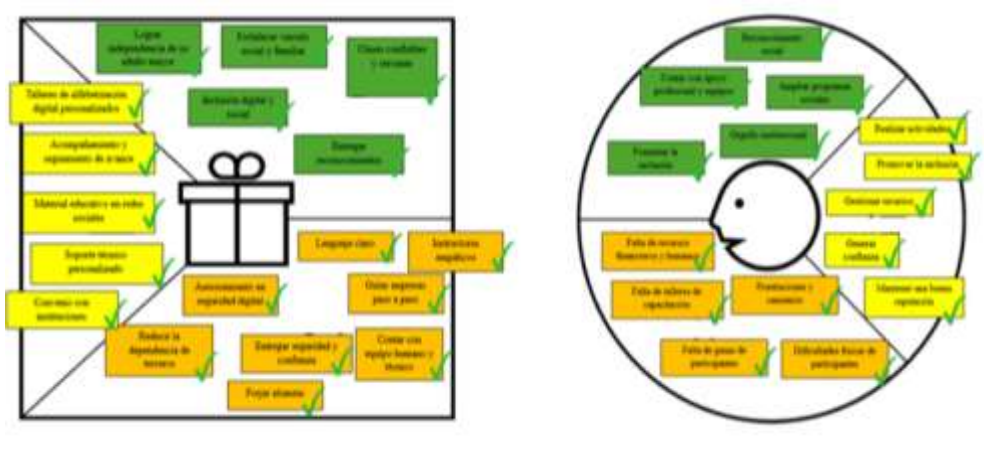 Lograr
independencia de su
adulto mayor
Fortalecer vínculo
social y familiar
Clases confiables
y cercanas
Inclusión digital y
social
Entregar
reconocimientos
Talleres de alfabetización
digital personalizados
Acompañamiento y
seguimiento de avance
Material educativo en redes
sociales
Soporte técnico
personalizado
Convenio con
instituciones
Lenguaje claro
Instructores
empáticos
Asesoramiento en
seguridad digital
Guías impresas
paso a paso
Reducir la
dependencia de
terceros
Entregar seguridad y
confianza
Contar con
equipo humano y
técnico
Forjar alianzas
Reconocimiento
social
Contar con apoyo
profesional y equipos
Ampliar programas
sociales
Orgullo institucional
Fomentar la
inclusión
Realizar actividades
Promover la inclusión
Gestionar recursos
Generar
confianza
Mantener una buena
reputación
Falta de recursos
financieros y humanos
Falta de talleres de
capacitación
Frustraciones y
Falta de ganas de
participantes
Dificultades físicas de
participantes